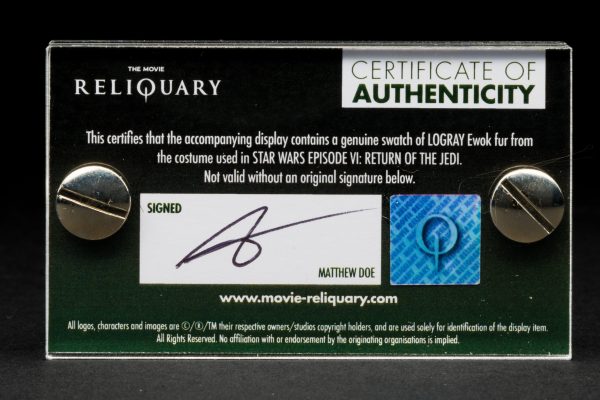 THE MOVIE
RELIQUARY
CERTIFICATE OF
AUTHENTICITY
This certifies that the accompanying display contains a genuine swatch of LOGRAY Ewok fur from
the costume used in STAR WARS EPISODE VI: RETURN OF THE JEDI.
Not valid without an original signature below.
SIGNED
MATTHEW DOE
www.movie-reliquary.com
All logos, characters and images are ©/®/TM their respective owners/studios copyright holders, and are used solely for identification of the display item.
All Rights Reserved. No affiliation with or endorsement by the originating organisations is implied.